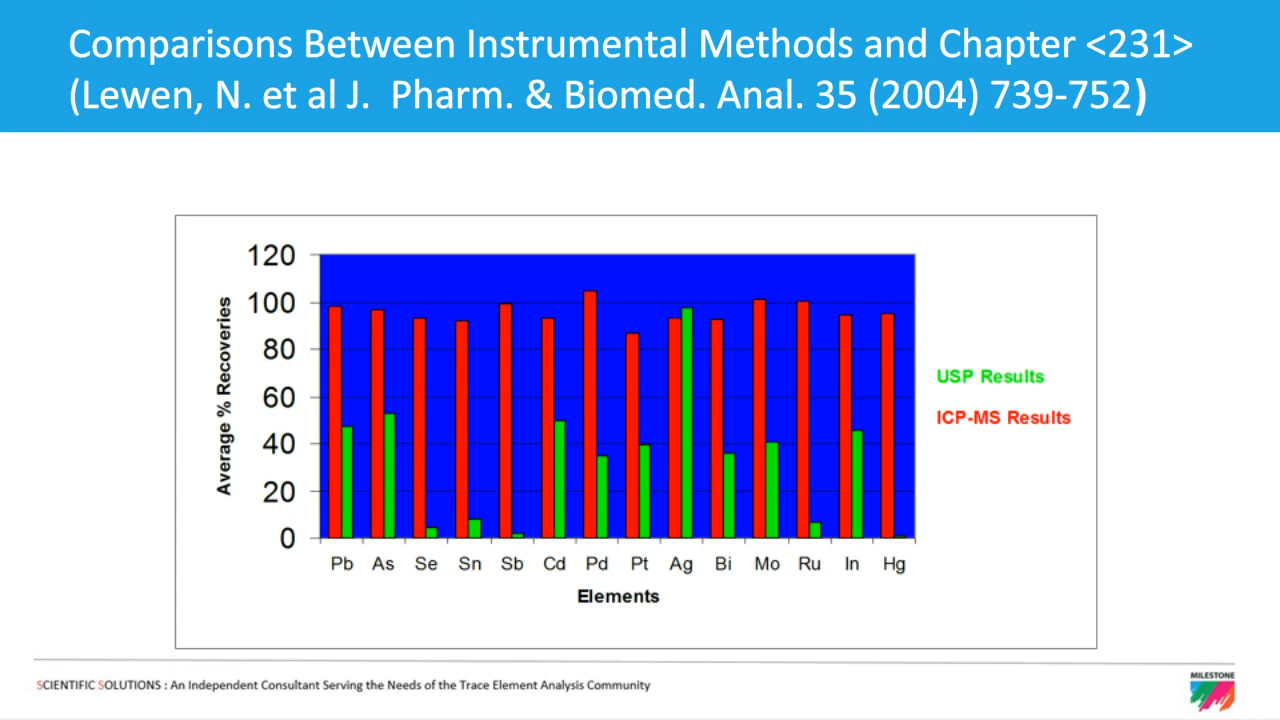 Comparisons Between Instrumental Methods and Chapter <231>
(Lewen, N. et al J.  Pharm. & Biomed. Anal. 35 (2004) 739-752)
120
100
80
60
40
20
0
Average % Recoveries
Pb As Se Sn Sb Cd Pd Pt Ag Bi Mo Ru In Hg
Elements
USP Results
ICP-MS Results
SCIENTIFIC SOLUTIONS : An Independent Consultant Serving the Needs of the Trace Element Analysis Community
MILESTONE